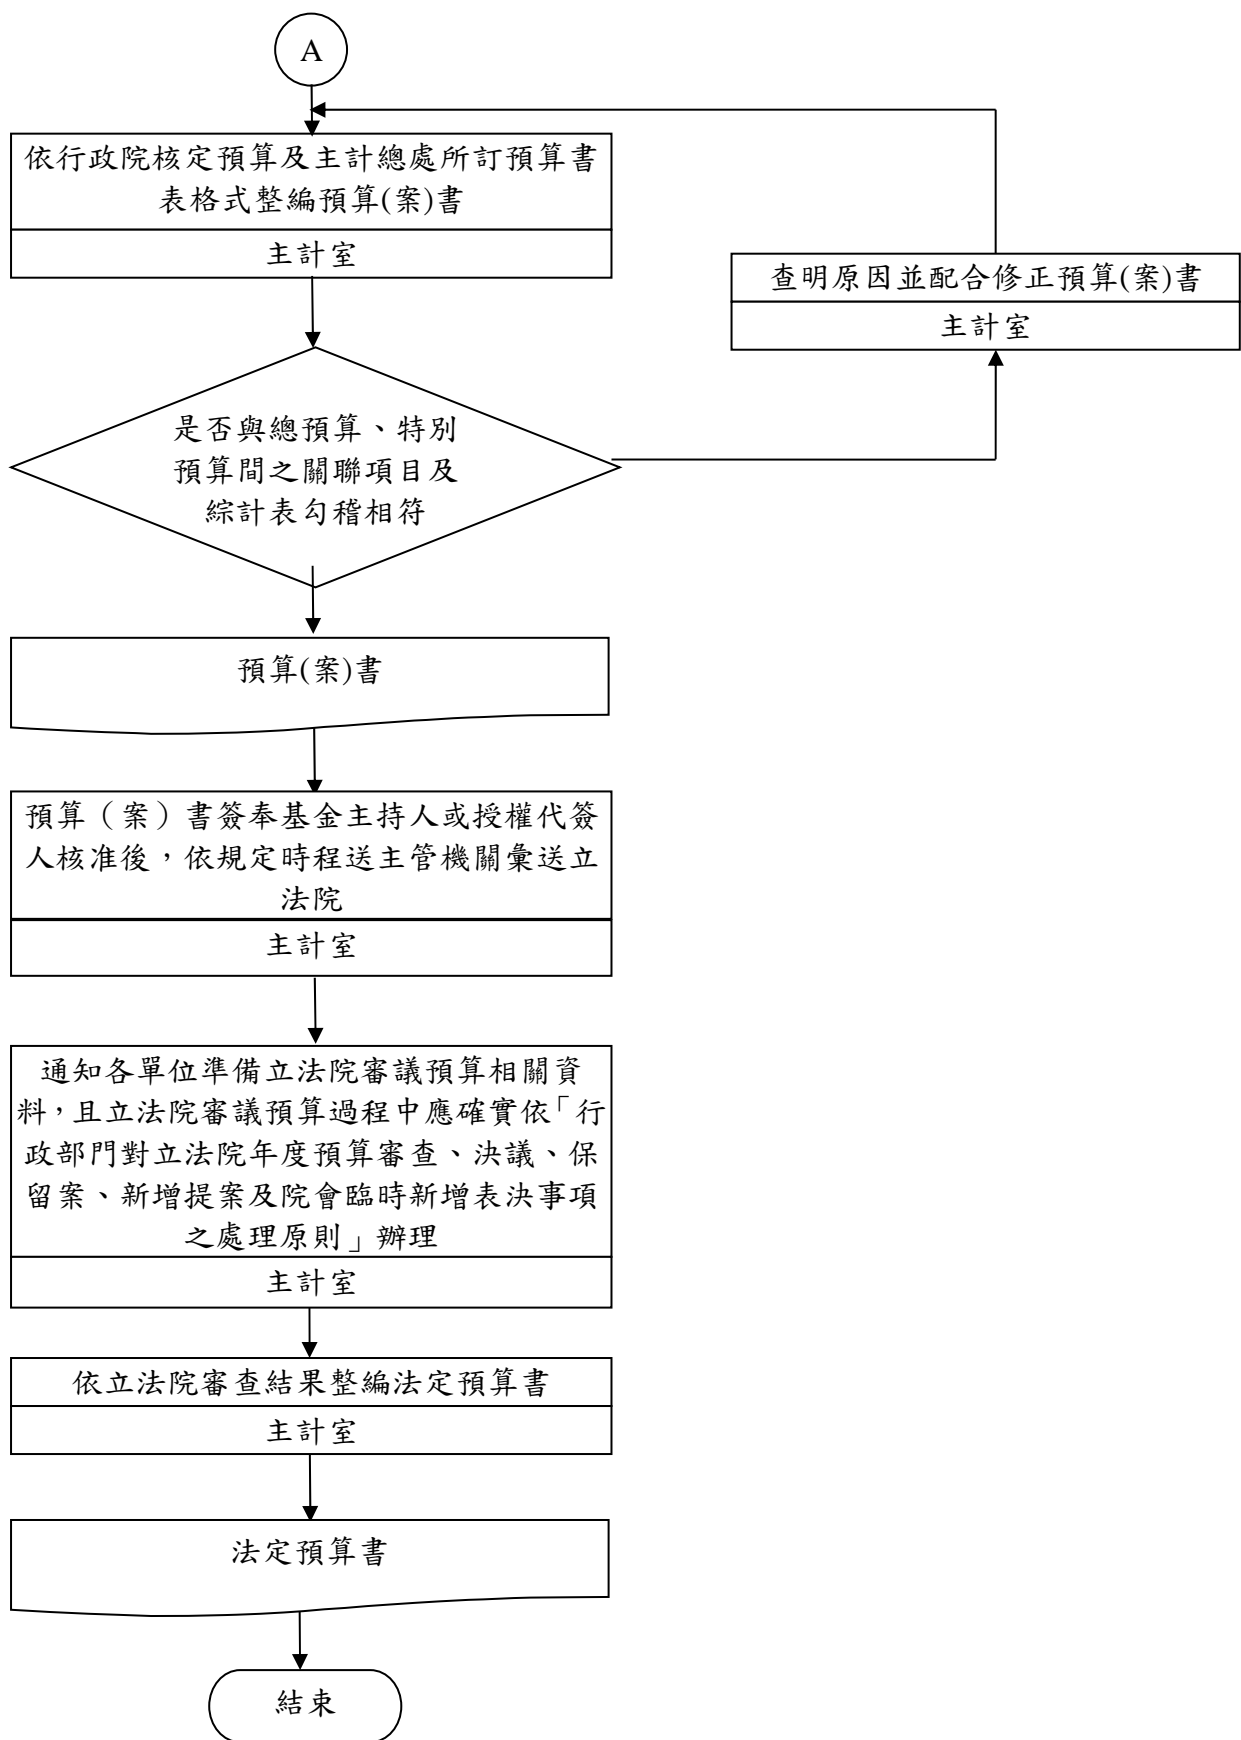 A
依行政院核定預算及主計總處所訂預算書
表格式整編預算(案)書
主計室
查明原因並配合修正預算(案)書
主計室
是否與總預算、特別
預算間之關聯項目及
綜計表勾稽相符
預算(案)書
預算（案）書簽奉基金主持人或授權代簽
人核准後，依規定時程送主管機關彙送立
法院
主計室
通知各單位準備立法院審議預算相關資
料，且立法院審議預算過程中應確實依「行
政部門對立法院年度預算審查、決議、保
留案、新增提案及院會臨時新增表決事項
之處理原則」辦理
主計室
依立法院審查結果整編法定預算書
主計室
法定預算書
結束